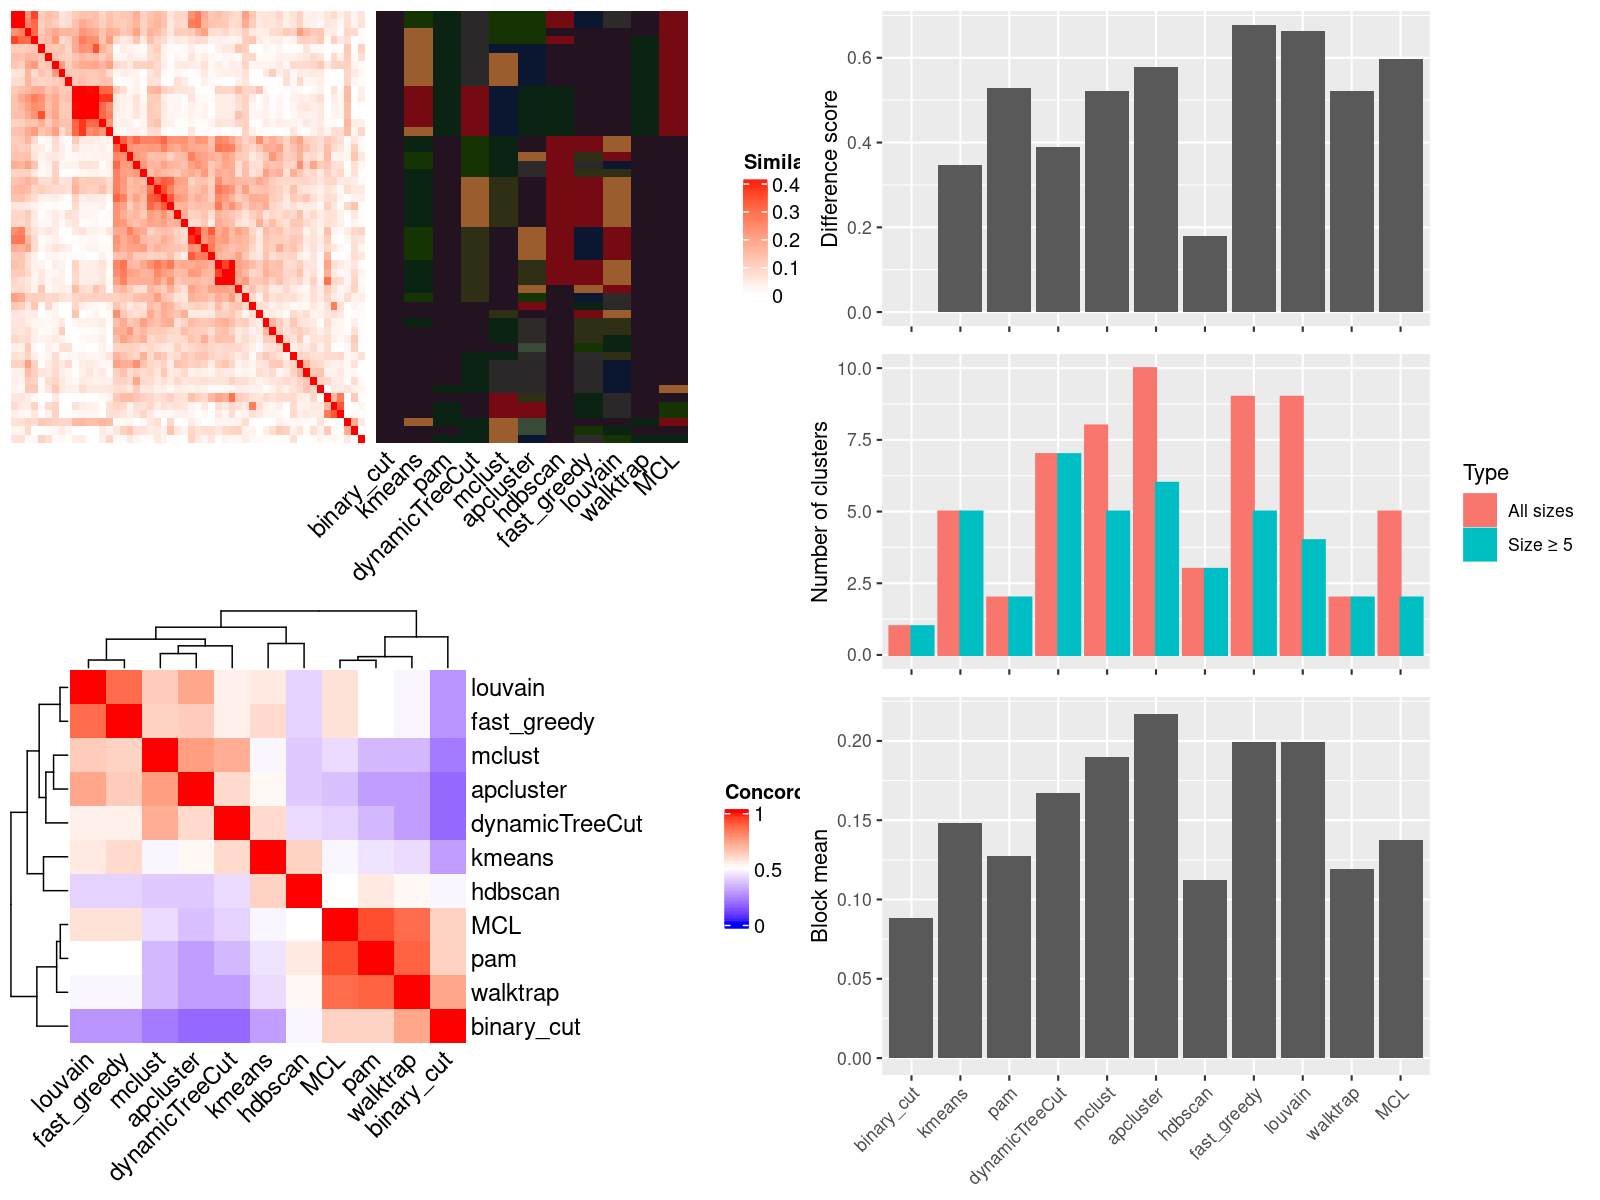 Simila
0.4
0.3
0.2
0.1
0
binary_cut
kmeans
pam
dynamicTreeCut
mclust
apcluster
hdbscan
fast_greedy
louvain
walktrap
MCL
louvain
fast_greedy
mclust
apcluster
dynamicTreeCut
kmeans
hdbscan
MCL
pam
walktrap
binary_cut
louvain
fast_greedy
mclust
apcluster
dynamicTreeCut
kmeans
hdbscan
MCL
pam
walktrap
binary_cut
Concorc
1
0.5
0
Difference score
0.6
0.4
0.2
0.0
Number of clusters
10.0
7.5
5.0
2.5
0.0
Type
All sizes
Size ≥ 5
Block mean
0.20
0.15
0.10
0.05
0.00
binary_cut
kmeans
pam
dynamicTreeCut
mclust
apcluster
hdbscan
fast_greedy
louvain
walktrap
MCL